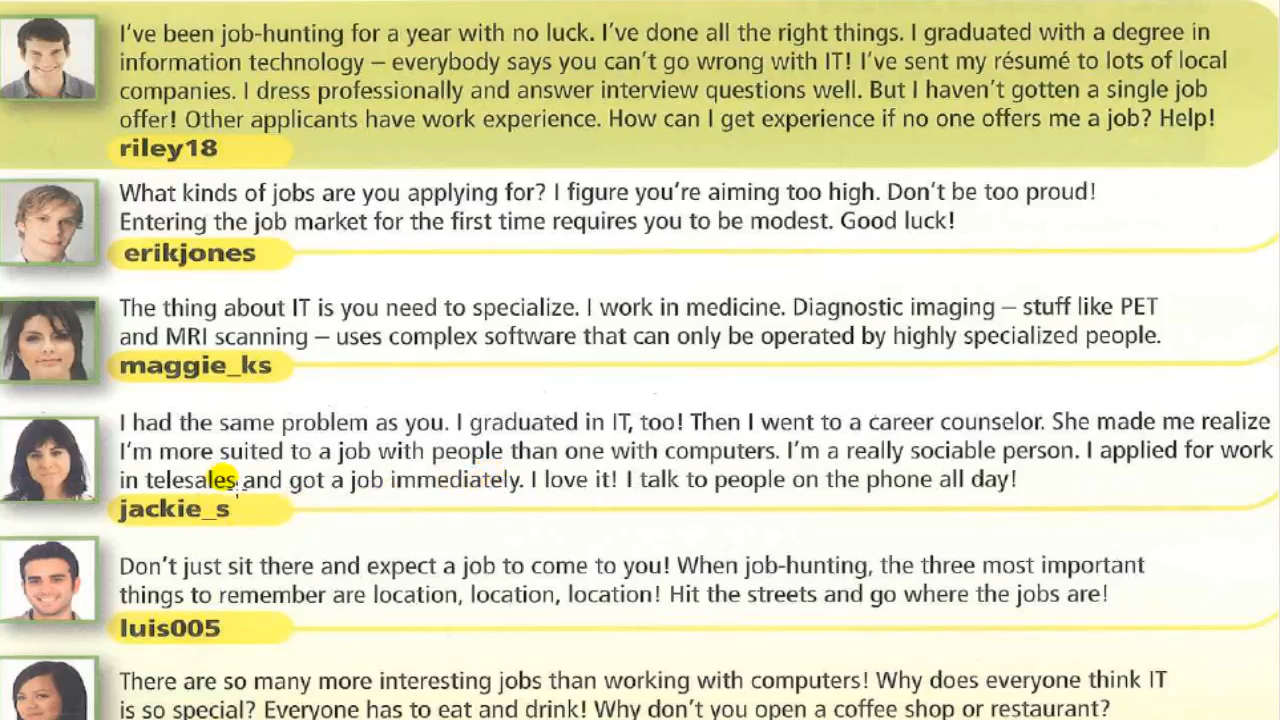 I've been job-hunting for a year with no luck. I've done all the right things. I graduated with a degree in
information technology – everybody says you can't go wrong with IT! I've sent my résumé to lots of local
companies. I dress professionally and answer interview questions well. But I haven't gotten a single job
offer! Other applicants have work experience. How can I get experience if no one offers me a job? Help!
riley18
What kinds of jobs are you applying for? I figure you're aiming too high. Don't be too proud!
Entering the job market for the first time requires you to be modest. Good luck!
erikjones
The thing about IT is you need to specialize. I work in medicine. Diagnostic imaging – stuff like PET
and MRI scanning – uses complex software that can only be operated by highly specialized people.
maggie_ks
I had the same problem as you. I graduated in IT, too! Then I went to a career counselor. She made me realize
I'm more suited to a job with people than one with computers. I'm a really sociable person. I applied for work
in telesales and got a job immediately. I love it! I talk to people on the phone all day!
jackie_s
Don't just sit there and expect a job to come to you! When job-hunting, the three most important
things to remember are location, location, location! Hit the streets and go where the jobs are!
luis005
There are so many more interesting jobs than working with computers! Why does everyone think IT
is so special? Everyone has to eat and drink! Why don't you open a coffee shop or restaurant?